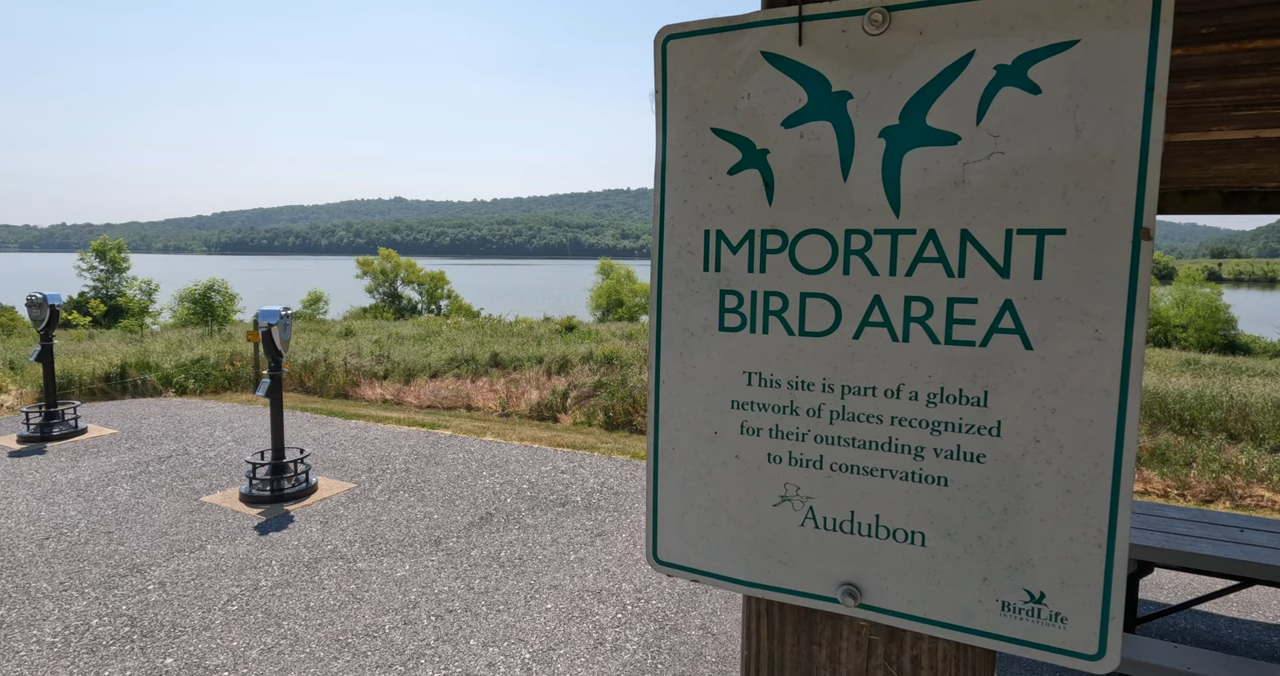 IMPORTANT
BIRD AREA
This site is part of a global
network of places recognized
for their outstanding value
to bird conservation
Audubon
BirdLife
INTERNATIONAL